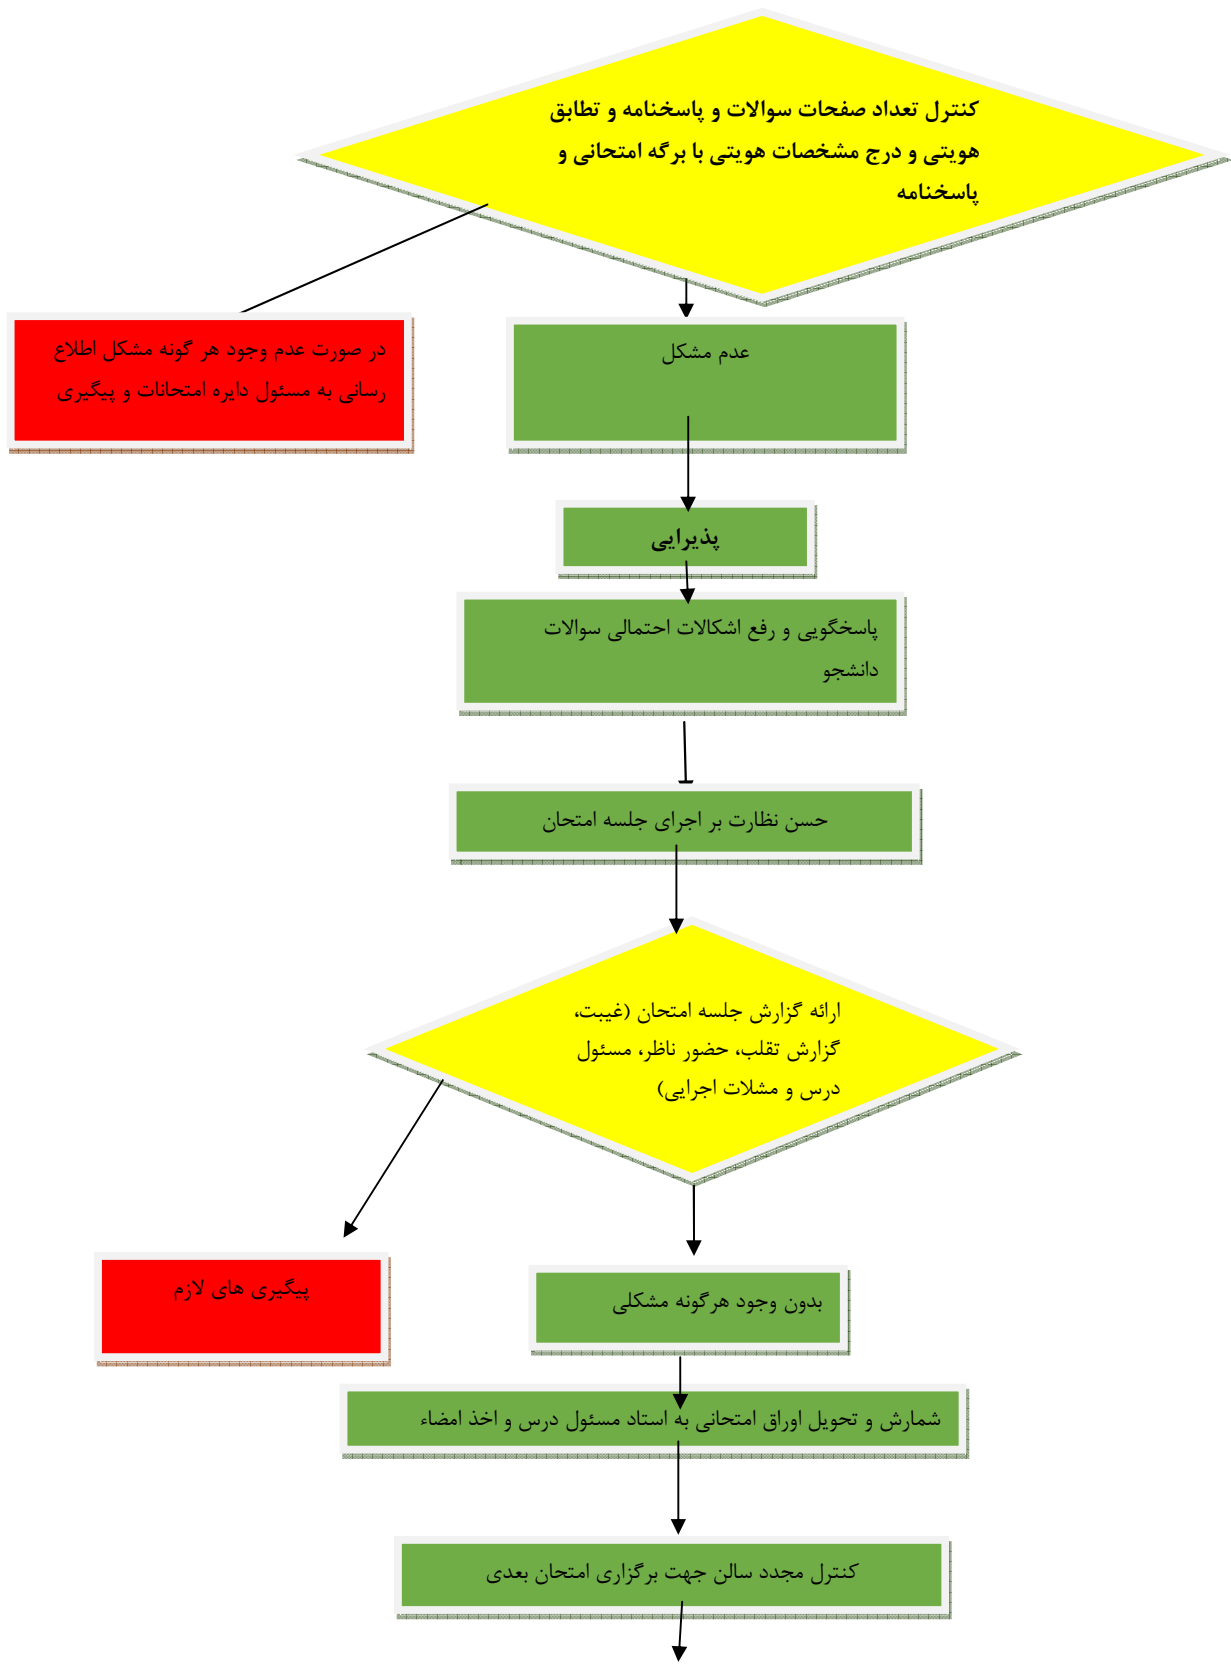 کنترل تعداد صفحات سوالات و پاسخنامه و تطابق
هویتی و درج مشخصات هویتی با برگه امتحانی و
پاسخنامه
در صورت عدم وجود هر گونه مشکل اطلاع
رسانی به مسئول دایره امتحانات و پیگیری
عدم مشکل
پذیرایی
پاسخگویی و رفع اشکالات احتمالی سوالات
دانشجو
حسن نظارت بر اجرای جلسه امتحان
ارائه گزارش جلسه امتحان (غیبت،
گزارش تقلب، حضور ناظر، مسئول
درس و مشلات اجرایی)
پیگیری های لازم
بدون وجود هرگونه مشکلی
شمارش و تحویل اوراق امتحانی به استاد مسئول درس و اخذ امضاء
کنترل مجدد سالن جهت برگزاری امتحان بعدی